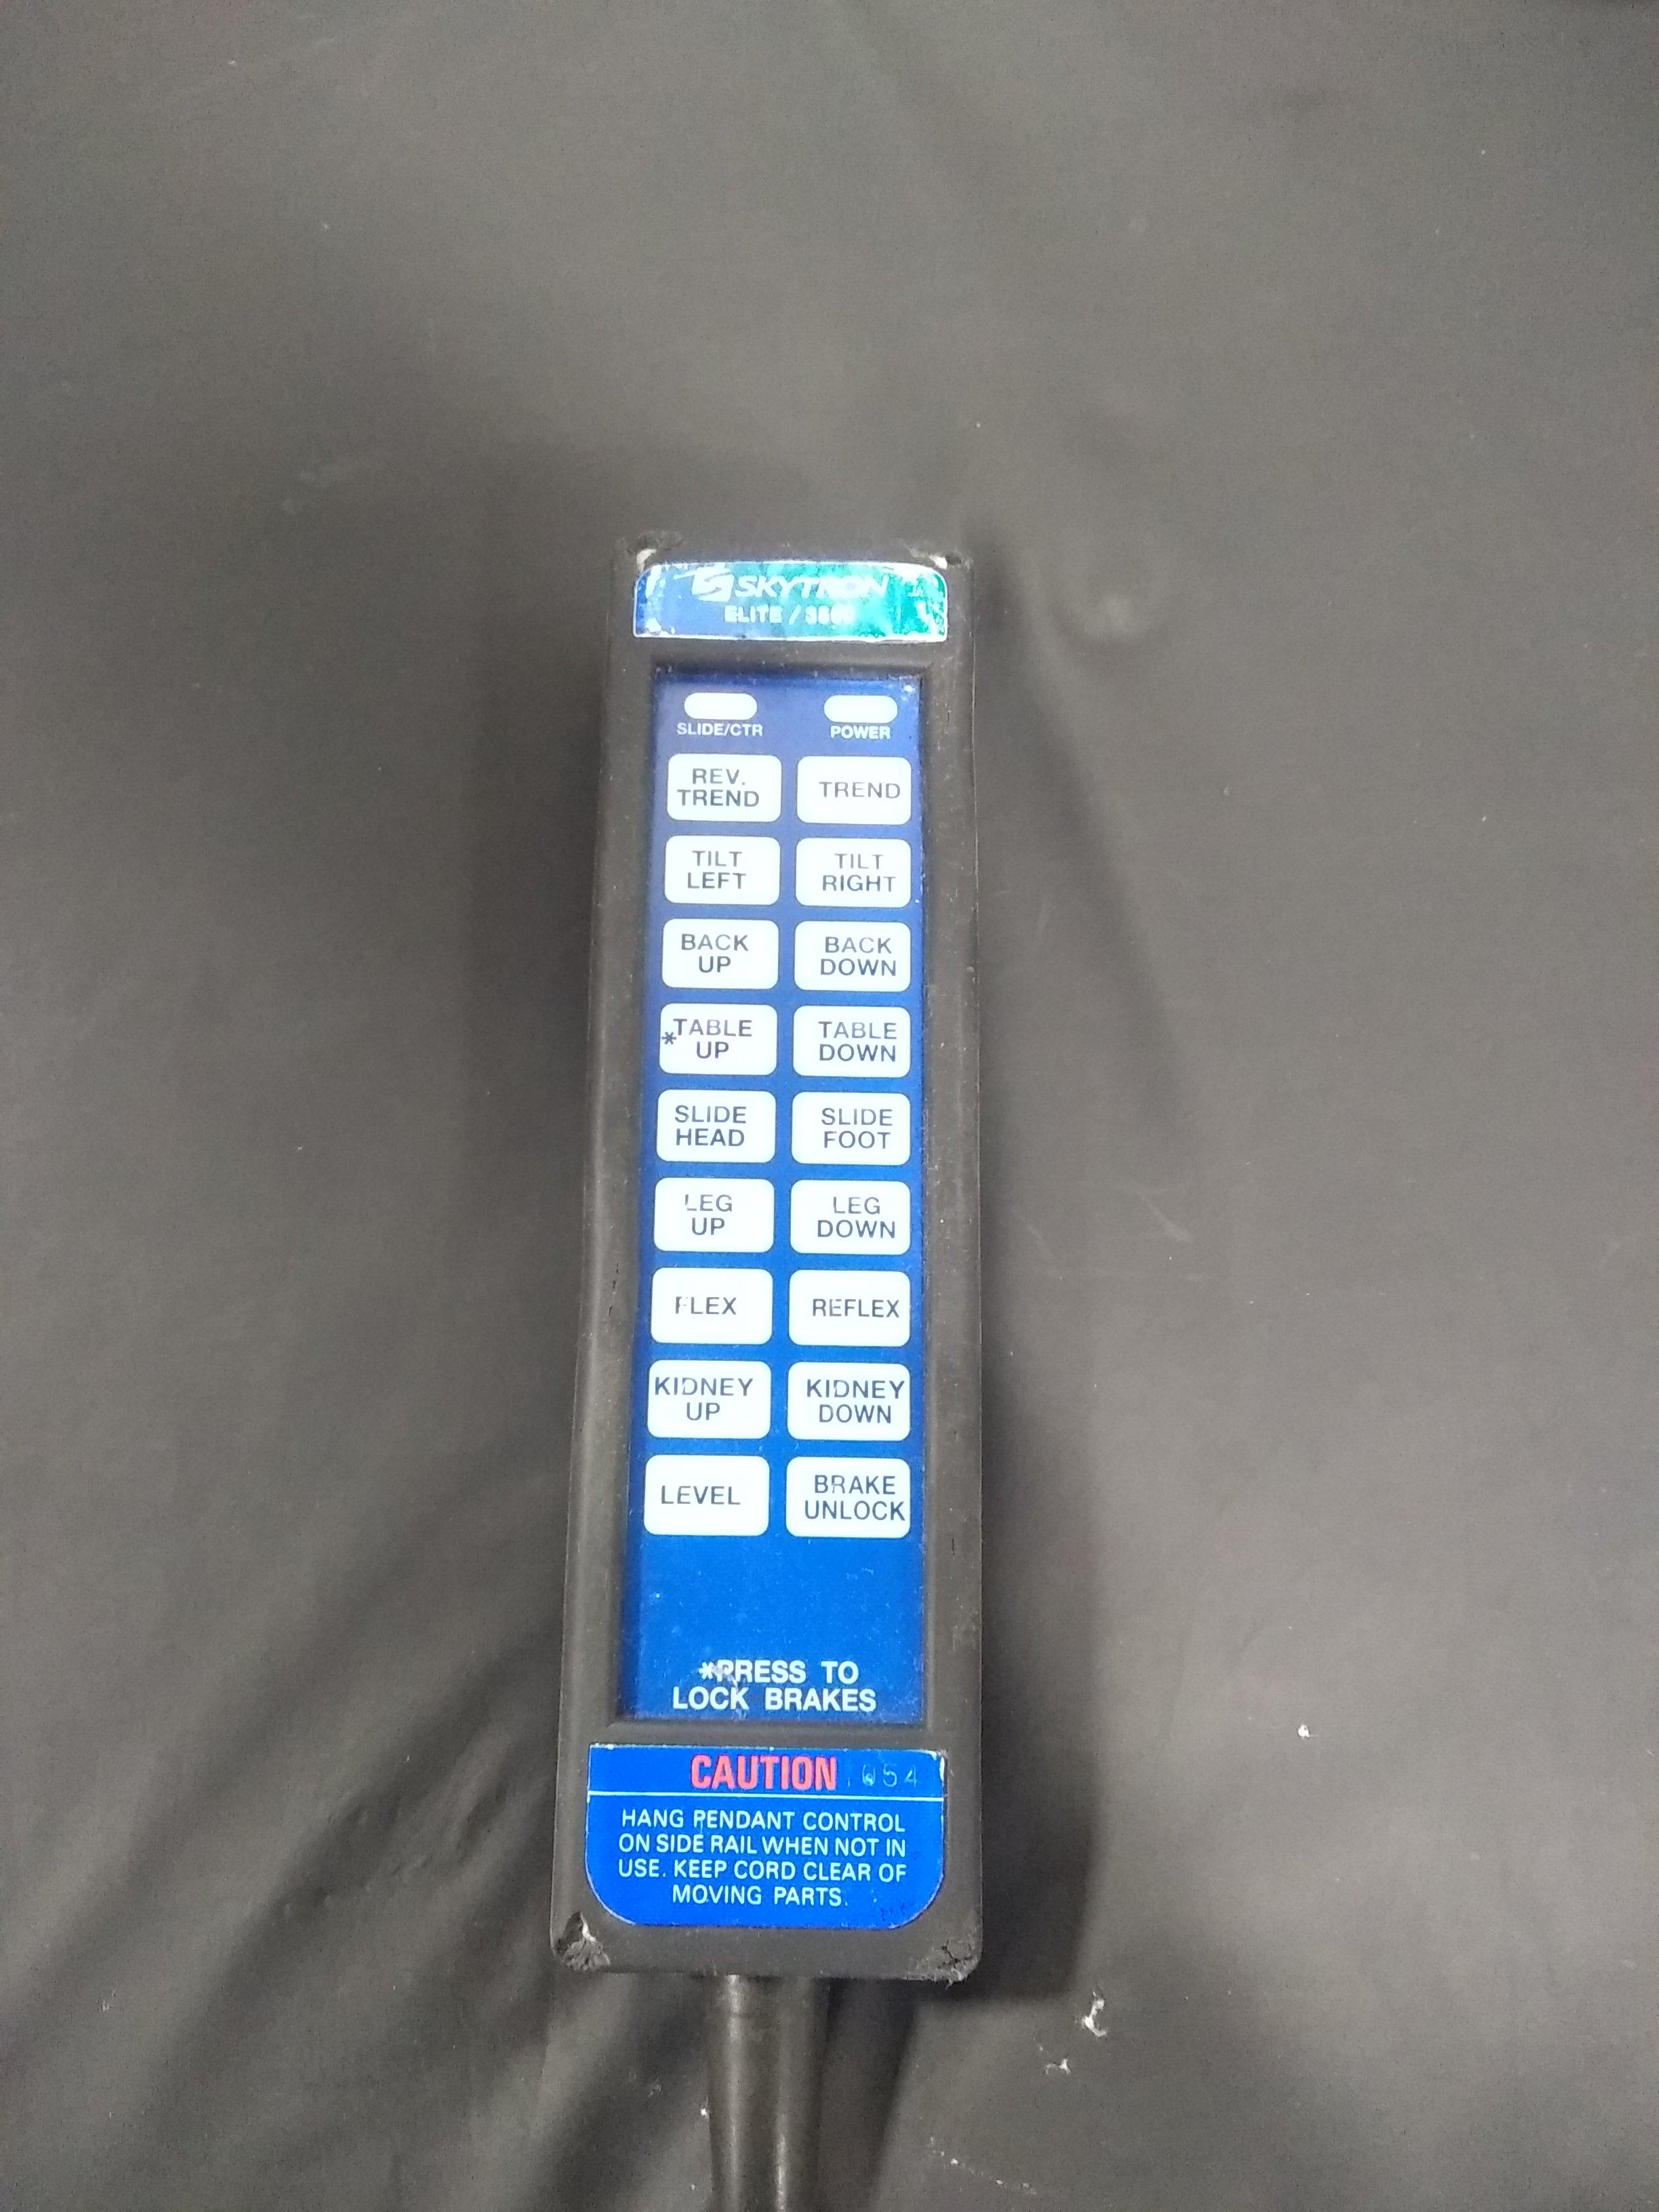 SKYTRON
ELITE /
SLIDE/CTR POWER
REV. TREND
TREND
TILT LEFT
TILT RIGHT
BACK UP
BACK DOWN
*TABLE UP
TABLE DOWN
SLIDE HEAD
SLIDE FOOT
LEG UP
LEG DOWN
FLEX
REFLEX
KIDNEY UP
KIDNEY DOWN
LEVEL
BRAKE UNLOCK
*PRESS TO
LOCK BRAKES
CAUTION
HANG PENDANT CONTROL
ON SIDE RAIL WHEN NOT IN
USE. KEEP CORD CLEAR OF
MOVING PARTS.